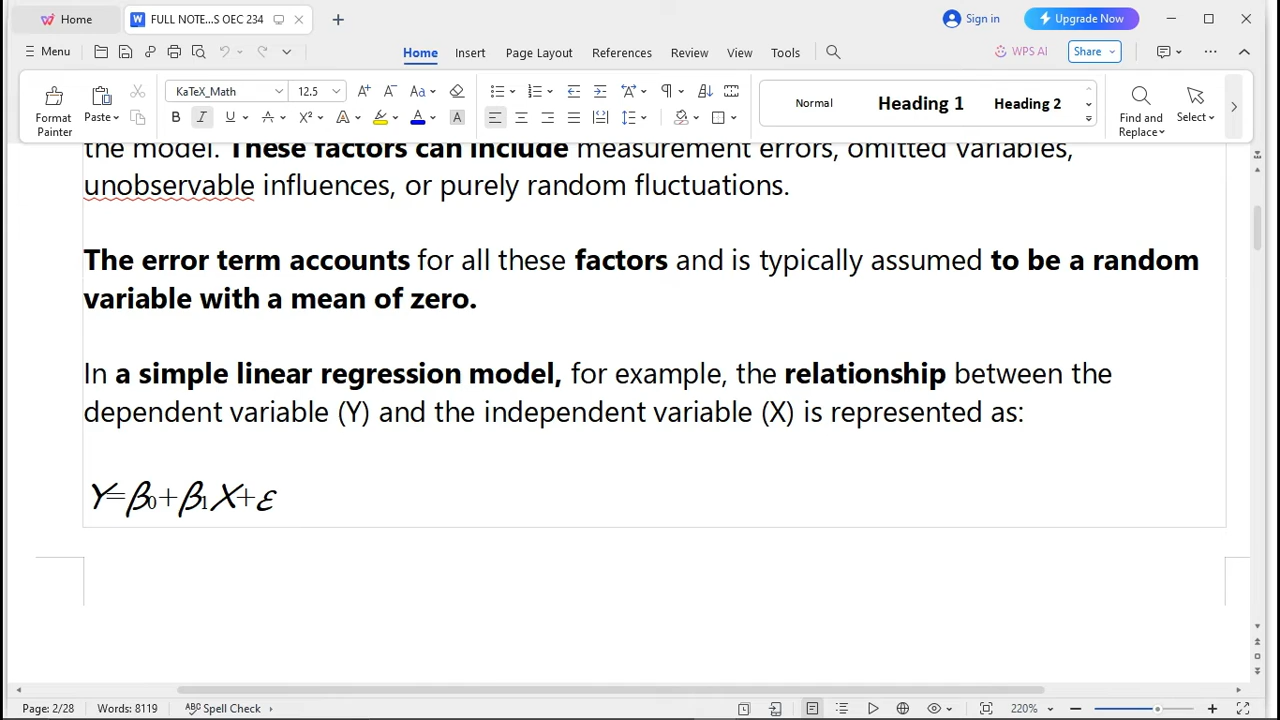 Home FULL NOTE...S OEC 234 Sign in Upgrade Now
Menu Home Insert Page Layout References Review View Tools WPS AI Share
Format Painter Paste KaTeX_Math 12.5 Normal Heading 1 Heading 2 Find and Replace Select
the model. These factors can include measurement errors, omitted variables,
unobservable influences, or purely random fluctuations.
The error term accounts for all these factors and is typically assumed to be a random
variable with a mean of zero.
In a simple linear regression model, for example, the relationship between the
dependent variable (Y) and the independent variable (X) is represented as:
Y=β0+β1X+ε
Page: 2/28 Words: 8119 Spell Check 220%